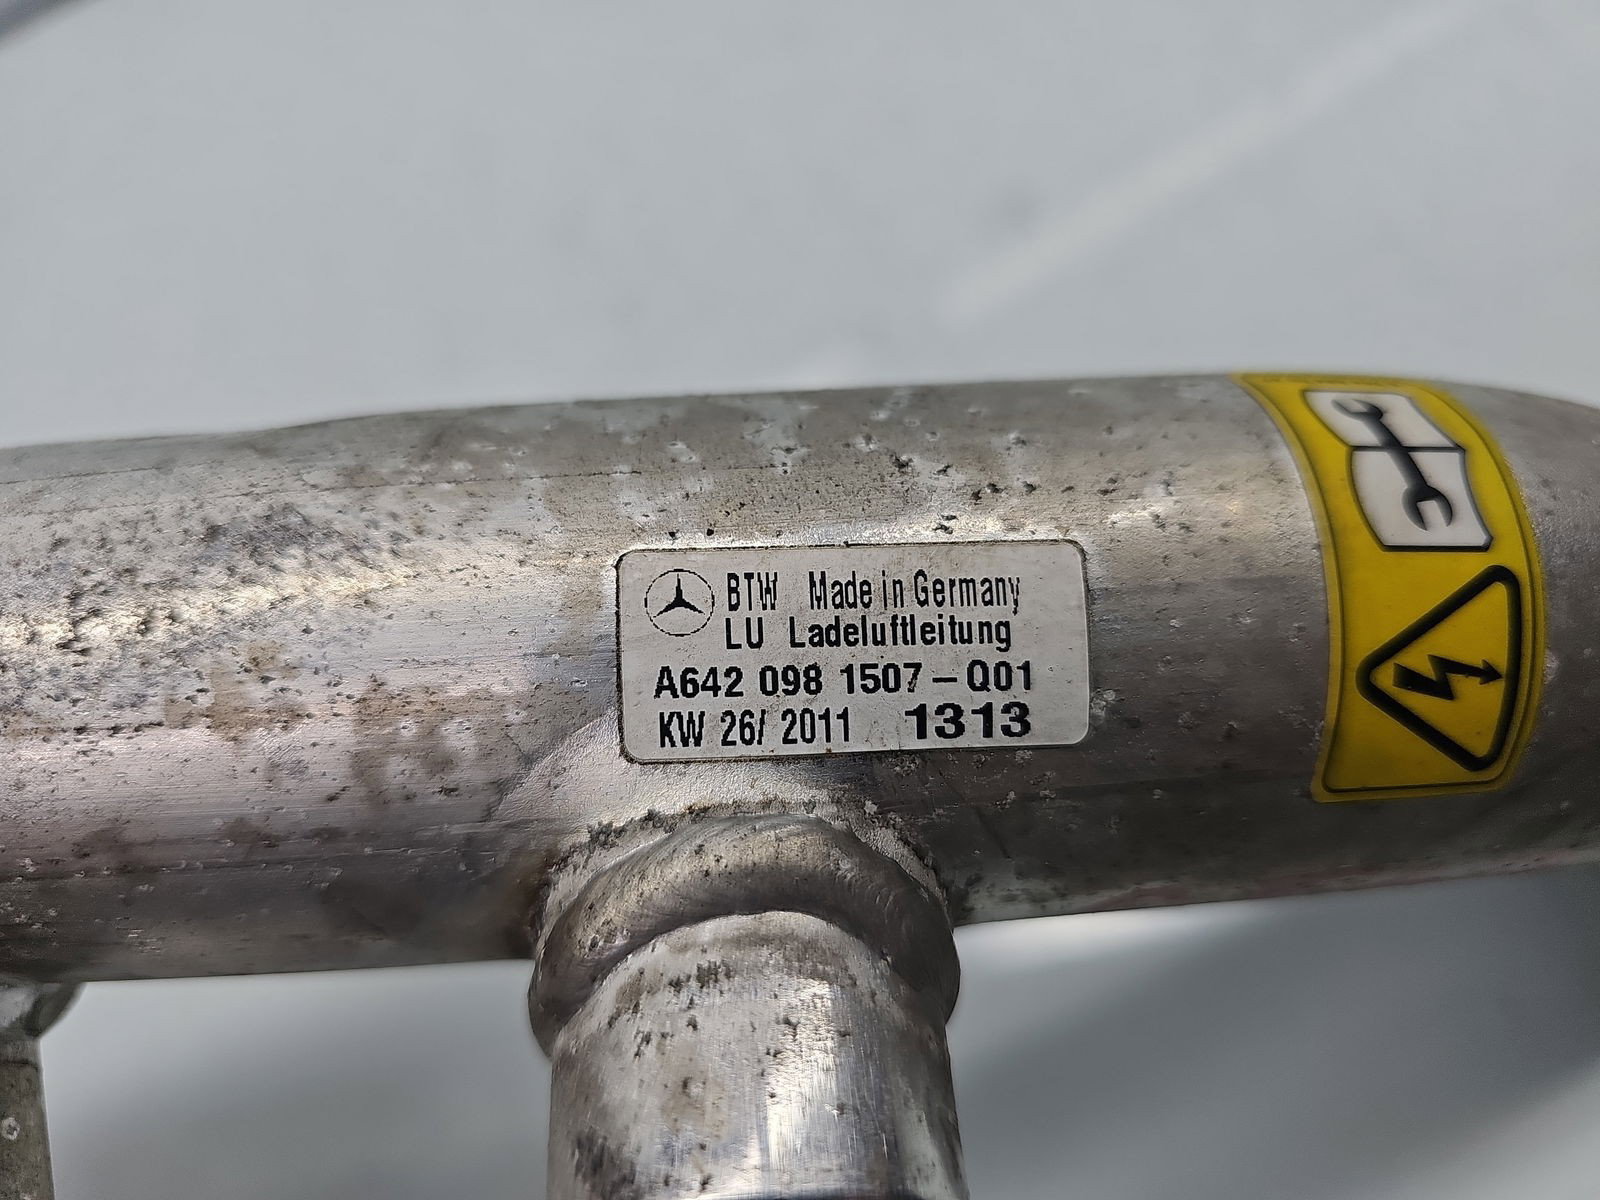 BTW Made in Germany
LU Ladeluftleitung
A642 098 1507 – Q01
KW 26/ 2011 1313